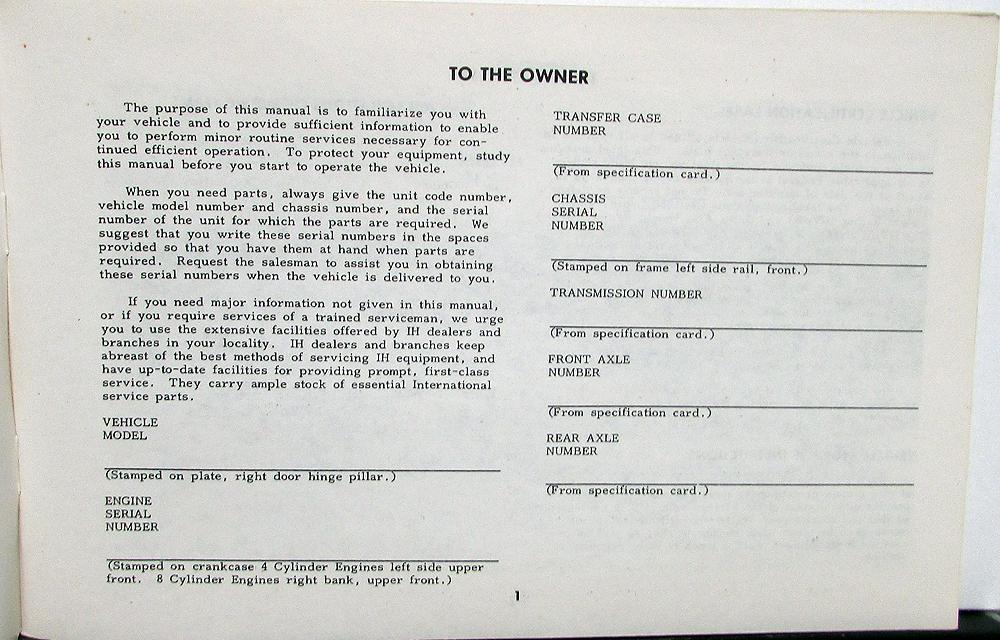 TO THE OWNER
The purpose of this manual is to familiarize you with
your vehicle and to provide sufficient information to enable
you to perform minor routine services necessary for con-
tinued efficient operation. To protect your equipment, study
this manual before you start to operate the vehicle.
When you need parts, always give the unit code number,
vehicle model number and chassis number, and the serial
number of the unit for which the parts are required. We
suggest that you write these serial numbers in the spaces
provided so that you have them at hand when parts are
required. Request the salesman to assist you in obtaining
these serial numbers when the vehicle is delivered to you.
If you need major information not given in this manual,
or if you require services of a trained serviceman, we urge
you to use the extensive facilities offered by IH dealers and
branches in your locality. IH dealers and branches keep
abreast of the best methods of servicing IH equipment, and
have up-to-date facilities for providing prompt, first-class
service. They carry ample stock of essential International
service parts.
VEHICLE
MODEL
(Stamped on plate, right door hinge pillar.)
ENGINE
SERIAL
NUMBER
(Stamped on crankcase 4 Cylinder Engines left side upper
front. 8 Cylinder Engines right bank, upper front.)
TRANSFER CASE
NUMBER
(From specification card.)
CHASSIS
SERIAL
NUMBER
(Stamped on frame left side rail, front.)
TRANSMISSION NUMBER
(From specification card.)
FRONT AXLE
NUMBER
(From specification card.)
REAR AXLE
NUMBER
(From specification card.)
1